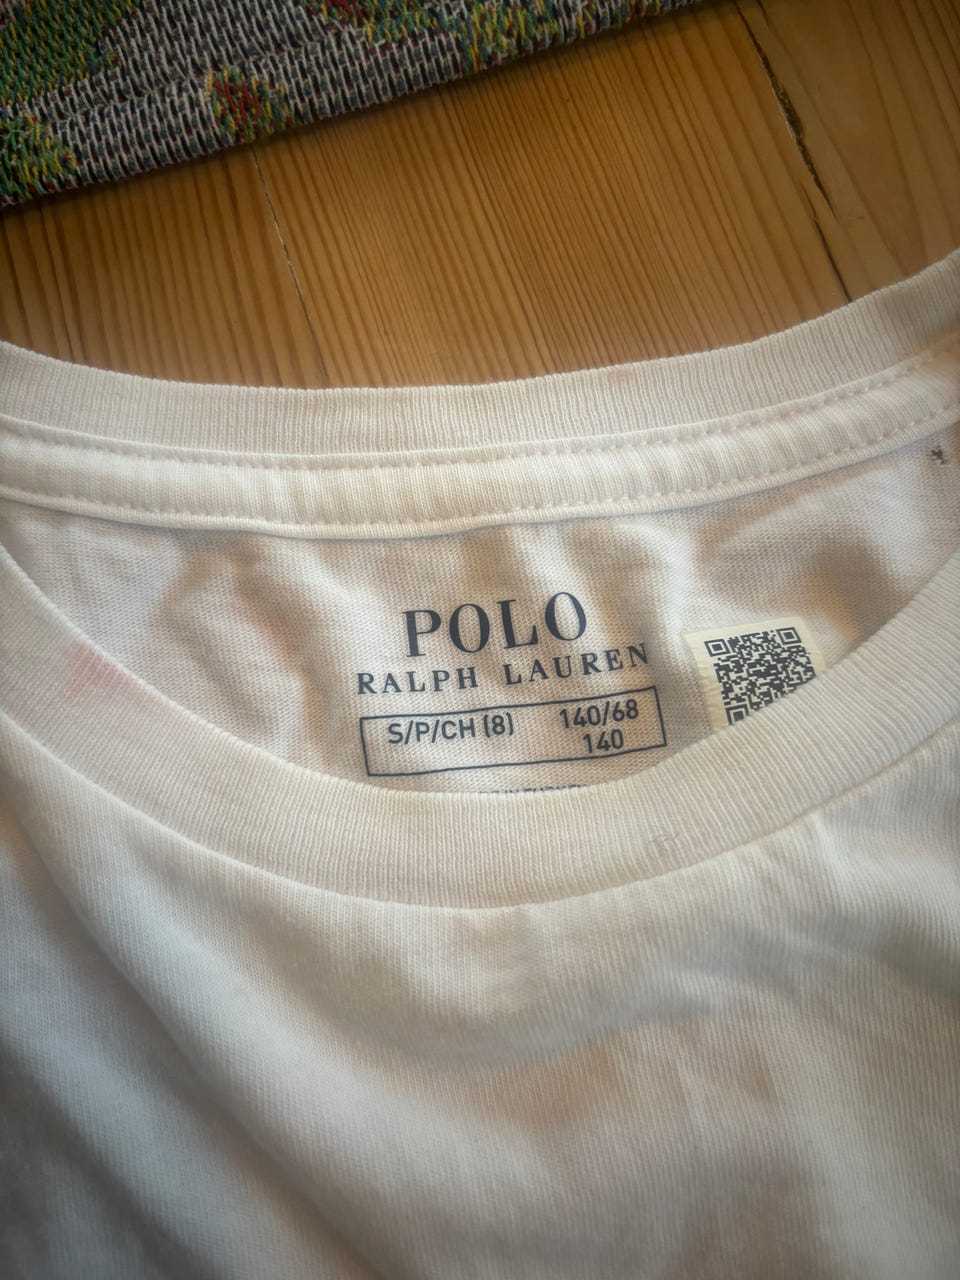 POLO
RALPH LAUREN
S/P/CH (8) 140/68
140